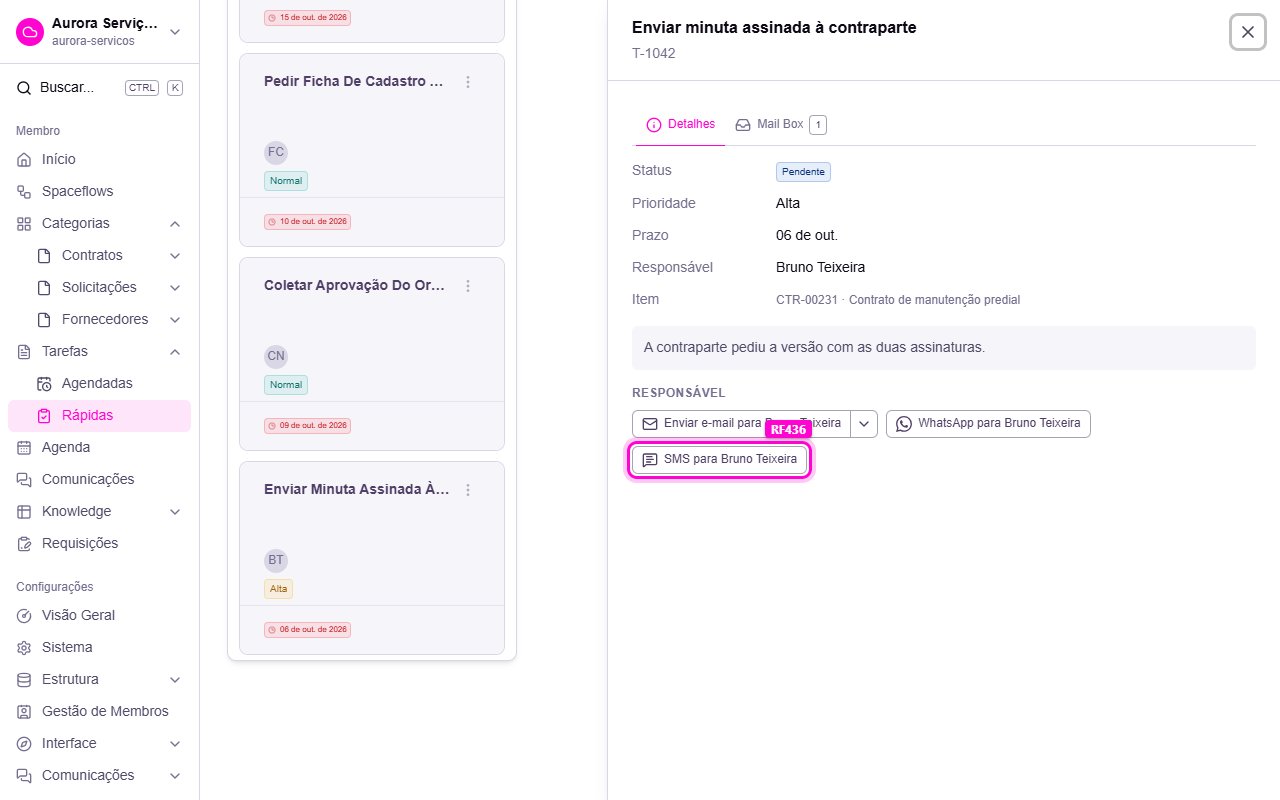 Aurora Serviç...
aurora-servicos
Buscar...
CTRL
K
Membro
Início
Spaceflows
Categorias
Contratos
Solicitações
Fornecedores
Tarefas
Agendadas
Rápidas
Agenda
Comunicações
Knowledge
Requisições
Configurações
Visão Geral
Sistema
Estrutura
Gestão de Membros
Interface
Comunicações
15 de out. de 2026
Pedir Ficha De Cadastro ...
FC
Normal
10 de out. de 2026
Coletar Aprovação Do Or...
CN
Normal
09 de out. de 2026
Enviar Minuta Assinada À...
BT
Alta
06 de out. de 2026
Enviar minuta assinada à contraparte
T-1042
Detalhes
Mail Box 1
Status Pendente
Prioridade Alta
Prazo 06 de out.
Responsável Bruno Teixeira
Item CTR-00231 · Contrato de manutenção predial
A contraparte pediu a versão com as duas assinaturas.
RESPONSÁVEL
Enviar e-mail para Bruno Teixeira
WhatsApp para Bruno Teixeira
RF436
SMS para Bruno Teixeira